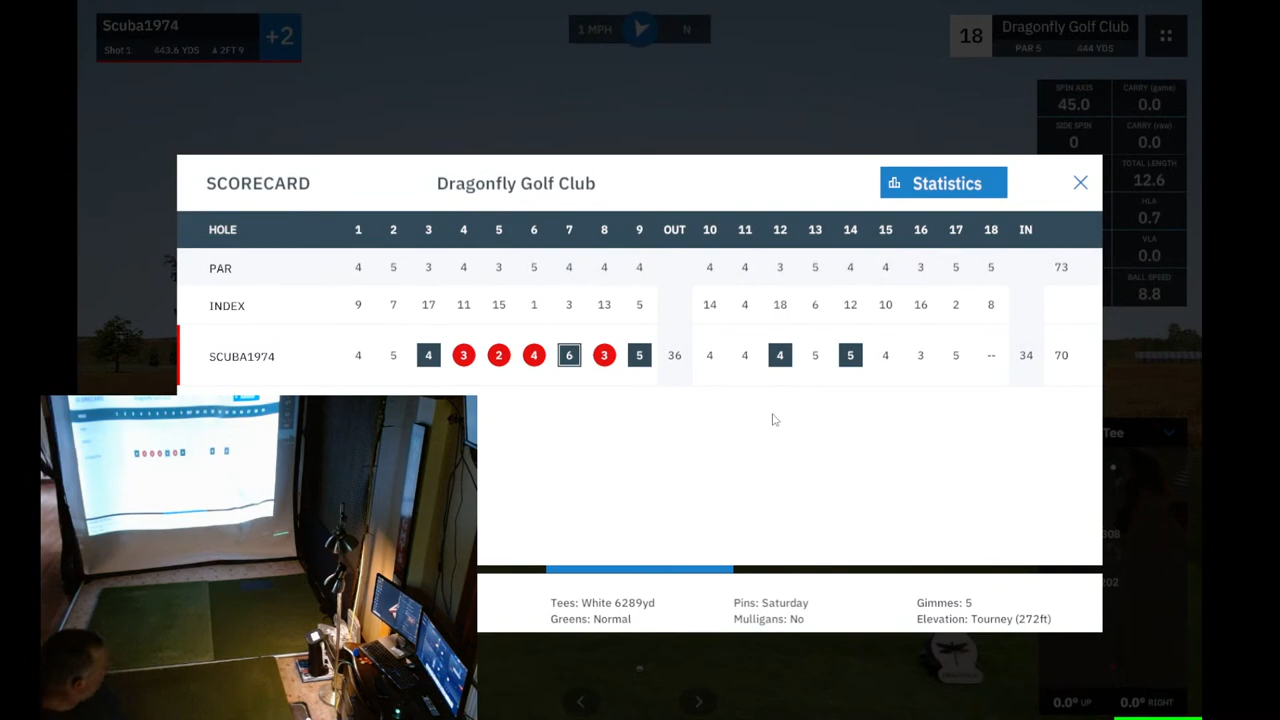 Scuba1974
Shot 1 443.6 YDS ▲2FT 9
+2
1 MPH N
18 Dragonfly Golf Club
PAR 5 444 YDS
SPIN AXIS CARRY (game)
45.0 0.0
SIDE SPIN CARRY (raw)
0 0.0
TOTAL LENGTH
12.6
HLA
0.7
VLA
0.0
BALL SPEED
8.8
SCORECARD Dragonfly Golf Club Statistics
HOLE 1 2 3 4 5 6 7 8 9 OUT 10 11 12 13 14 15 16 17 18 IN
PAR 4 5 3 4 3 5 4 4 4 4 4 3 5 4 4 3 5 5 73
INDEX 9 7 17 11 15 1 3 13 5 14 4 18 6 12 10 16 2 8
SCUBA1974 4 5 4 3 2 4 6 3 5 36 4 4 4 5 5 4 3 5 -- 34 70
Tee
308
202
Tees: White 6289yd Pins: Saturday Gimmes: 5
Greens: Normal Mulligans: No Elevation: Tourney (272ft)
0.0° UP 0.0° RIGHT